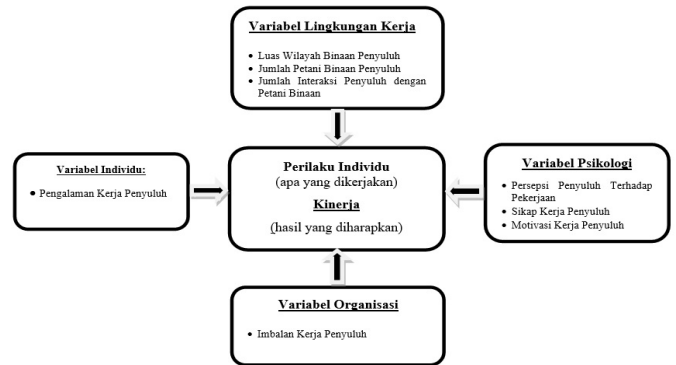 Variabel Lingkungan Kerja
• Luas Wilayah Binaan Penyuluh
• Jumlah Petani Binaan Penyuluh
• Jumlah Interaksi Penyuluh dengan
Petani Binaan
Variabel Individu:
• Pengalaman Kerja Penyuluh
Perilaku Individu
(apa yang dikerjakan)
Kinerja
(hasil yang diharapkan)
Variabel Psikologi
• Persepsi Penyuluh Terhadap
Pekerjaan
• Sikap Kerja Penyuluh
• Motivasi Kerja Penyuluh
Variabel Organisasi
• Imbalan Kerja Penyuluh